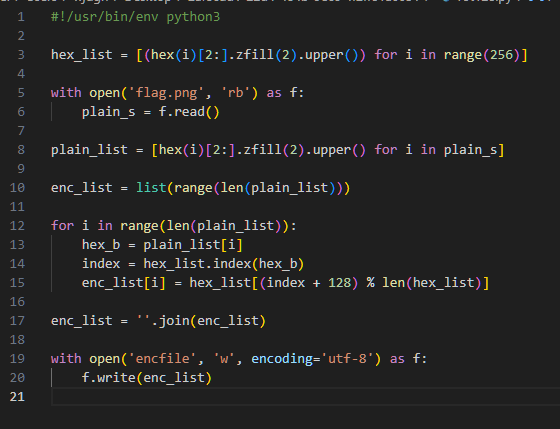 1 #!/usr/bin/env python3
2
3 hex_list = [(hex(i)[2:].zfill(2).upper()) for i in range(256)]
4
5 with open('flag.png', 'rb') as f:
6     plain_s = f.read()
7
8 plain_list = [hex(i)[2:].zfill(2).upper() for i in plain_s]
9
10 enc_list = list(range(len(plain_list)))
11
12 for i in range(len(plain_list)):
13     hex_b = plain_list[i]
14     index = hex_list.index(hex_b)
15     enc_list[i] = hex_list[(index + 128) % len(hex_list)]
16
17 enc_list = ''.join(enc_list)
18
19 with open('encfile', 'w', encoding='utf-8') as f:
20     f.write(enc_list)
21